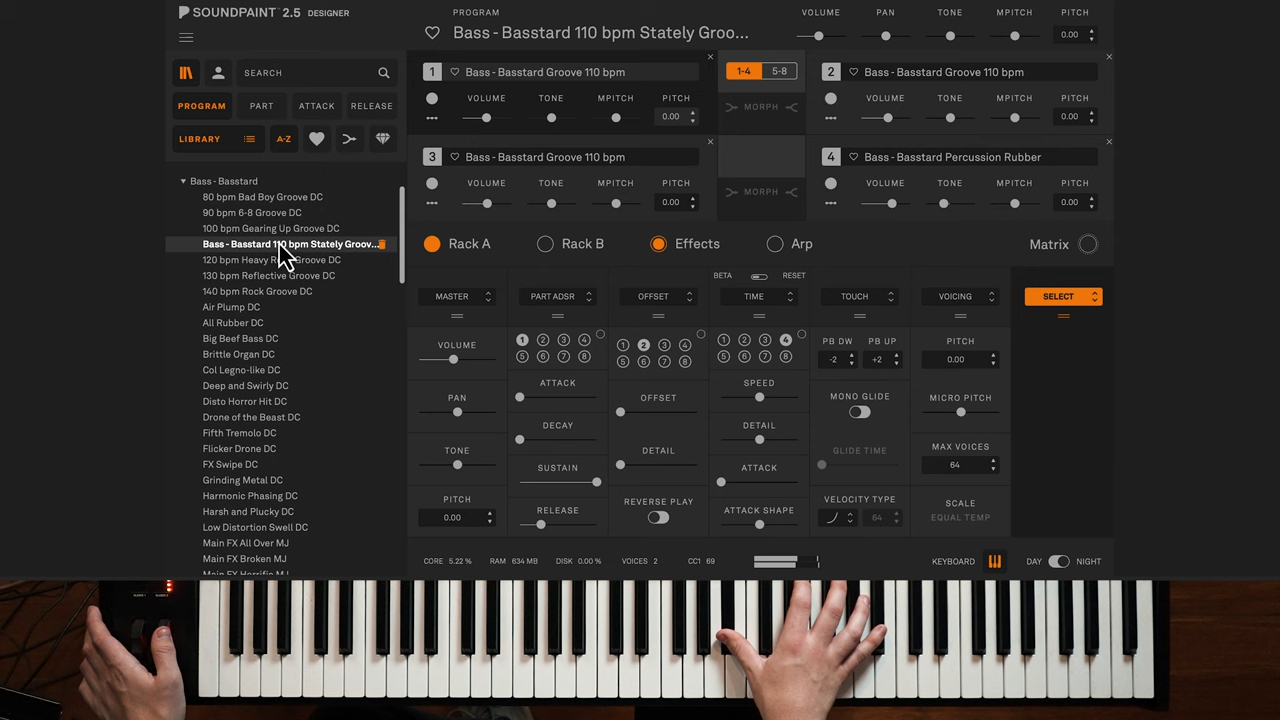 SOUNDPAINT 2.5 DESIGNER
SEARCH
PROGRAM PART ATTACK RELEASE
LIBRARY A-Z
Bass - Basstard
80 bpm Bad Boy Groove DC
90 bpm 6-8 Groove DC
100 bpm Gearing Up Groove DC
Bass - Basstard 110 bpm Stately Groov...
120 bpm Heavy Groove DC
130 bpm Reflective Groove DC
140 bpm Rock Groove DC
Air Plump DC
All Rubber DC
Big Beef Bass DC
Brittle Organ DC
Col Legno-like DC
Deep and Swirly DC
Disto Horror Hit DC
Drone of the Beast DC
Fifth Tremolo DC
Flicker Drone DC
FX Swipe DC
Grinding Metal DC
Harmonic Phasing DC
Harsh and Plucky DC
Low Distortion Swell DC
Main FX All Over MJ
Main FX Broken MJ
Main FX Horrific MJ
PROGRAM
Bass - Basstard 110 bpm Stately Groo...
VOLUME PAN TONE MPITCH PITCH
0.00
1 Bass - Basstard Groove 110 bpm
VOLUME TONE MPITCH PITCH
0.00
1-4 5-8
MORPH
2 Bass - Basstard Groove 110 bpm
VOLUME TONE MPITCH PITCH
0.00
3 Bass - Basstard Groove 110 bpm
VOLUME TONE MPITCH PITCH
0.00
MORPH
4 Bass - Basstard Percussion Rubber
VOLUME TONE MPITCH PITCH
0.00
Rack A Rack B Effects Arp Matrix
BETA RESET
MASTER PART ADSR OFFSET TIME TOUCH VOICING SELECT
VOLUME
PAN
TONE
PITCH
0.00
1 2 3 4
5 6 7 8
ATTACK
DECAY
SUSTAIN
RELEASE
1 2 3 4
5 6 7 8
OFFSET
DETAIL
REVERSE PLAY
1 2 3 4
5 6 7 8
SPEED
DETAIL
ATTACK
ATTACK SHAPE
PB DW PB UP
-2 +2
MONO GLIDE
GLIDE TIME
VELOCITY TYPE
64
PITCH
0.00
MICRO PITCH
MAX VOICES
64
SCALE
EQUAL TEMP
CORE 5.22 % RAM 634 MB DISK 0.00 % VOICES 2 CC1 69
KEYBOARD DAY NIGHT